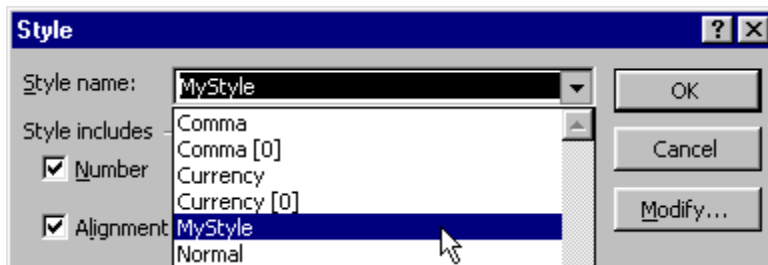 Style
Style name: MyStyle
OK
Style includes
Comma
Comma [0]
Cancel
Number
Currency
Currency [0]
Modify...
Alignment
MyStyle
Normal